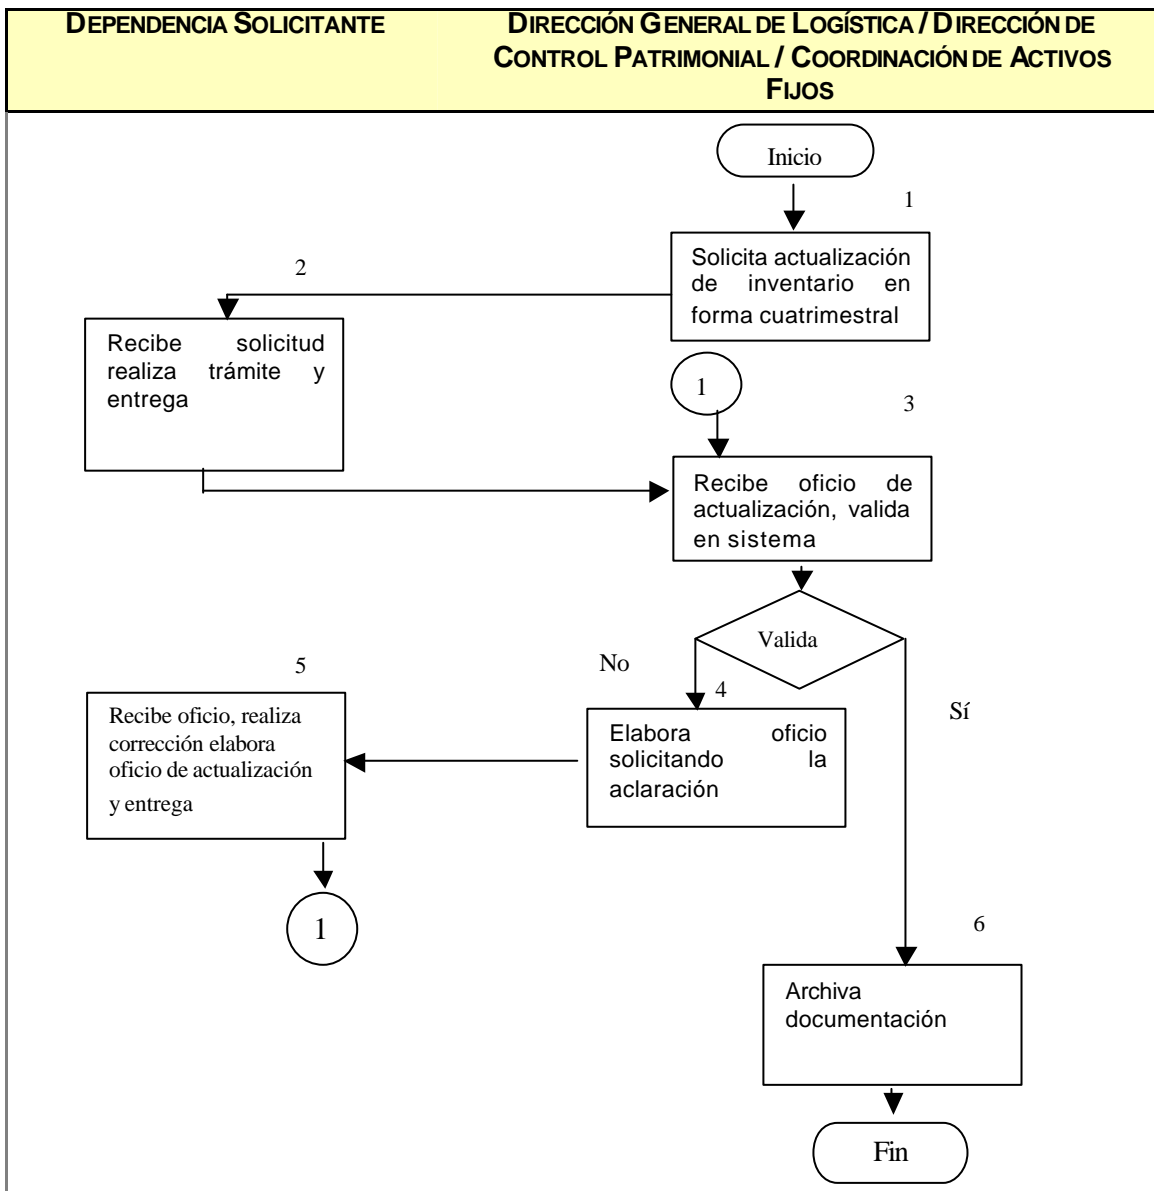 DEPENDENCIA SOLICITANTE
DIRECCIÓN GENERAL DE LOGÍSTICA / DIRECCIÓN DE
CONTROL PATRIMONIAL / COORDINACIÓN DE ACTIVOS
FIJOS
Inicio
1
Solicita actualización
de inventario en
forma cuatrimestral
2
Recibe solicitud
realiza trámite y
entrega
1
3
Recibe oficio de
actualización, valida
en sistema
Valida
No
Sí
4
Elabora oficio
solicitando la
aclaración
5
Recibe oficio, realiza
corrección elabora
oficio de actualización
y entrega
1
6
Archiva
documentación
Fin